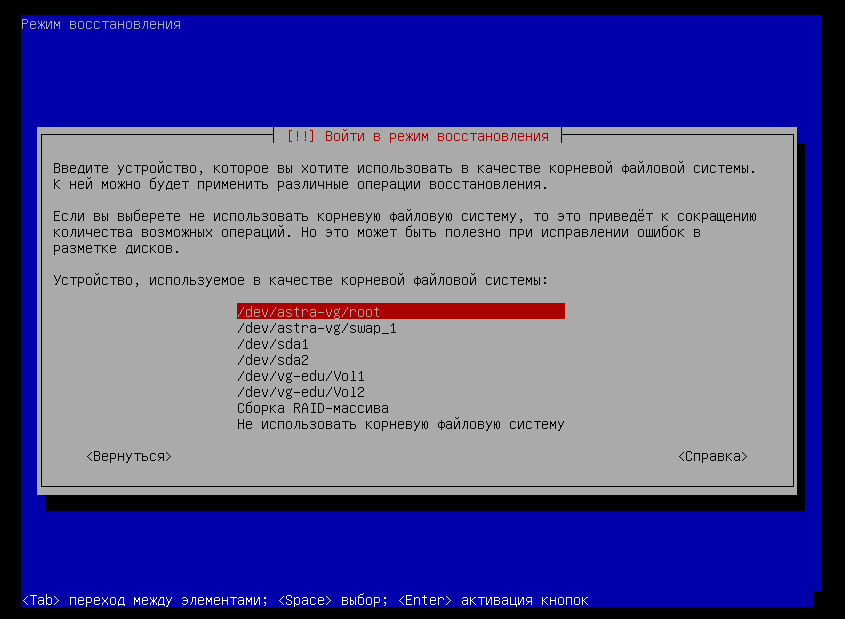 Режим восстановления
[!!] Войти в режим восстановления
Введите устройство, которое вы хотите использовать в качестве корневой файловой системы.
К ней можно будет применить различные операции восстановления.
Если вы выберете не использовать корневую файловую систему, то это приведёт к сокращению
количества возможных операций. Но это может быть полезно при исправлении ошибок в
разметке дисков.
Устройство, используемое в качестве корневой файловой системы:
/dev/astra-vg/root
/dev/astra-vg/swap_1
/dev/sda1
/dev/sda2
/dev/vg-edu/Vol1
/dev/vg-edu/Vol2
Сборка RAID-массива
Не использовать корневую файловую систему
<Вернуться> <Справка>
<Tab> переход между элементами; <Space> выбор; <Enter> активация кнопок